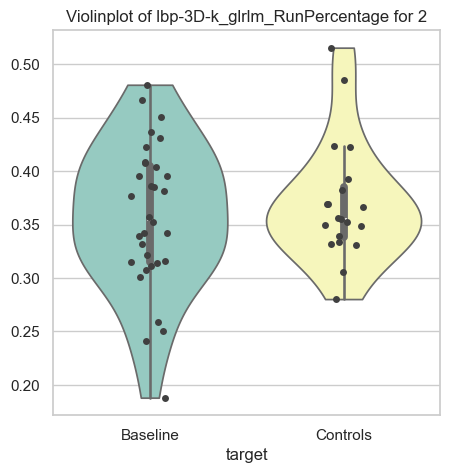 Violinplot of lbp-3D-k_glrlm_RunPercentage for 2
0.50
0.45
0.40
0.35
0.30
0.25
0.20
Baseline Controls
target